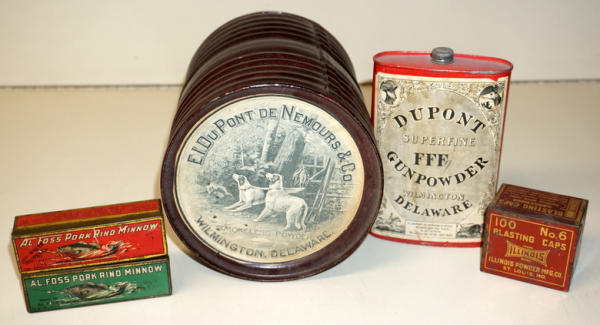 AL FOSS PORK RIND MINNOW
AL FOSS PORK RIND MINNOW
E.I. DU PONT DE NEMOURS & CO.
SMOKELESS POWDER
WILMINGTON, DELAWARE.
DUPONT
SUPERFINE
FFF
GUNPOWDER
WILMINGTON
DELAWARE
BLASTING CAPS
100 No. 6
BLASTING CAPS
ILLINOIS
ILLINOIS POWDER MFG. CO.
ST. LOUIS, MO.